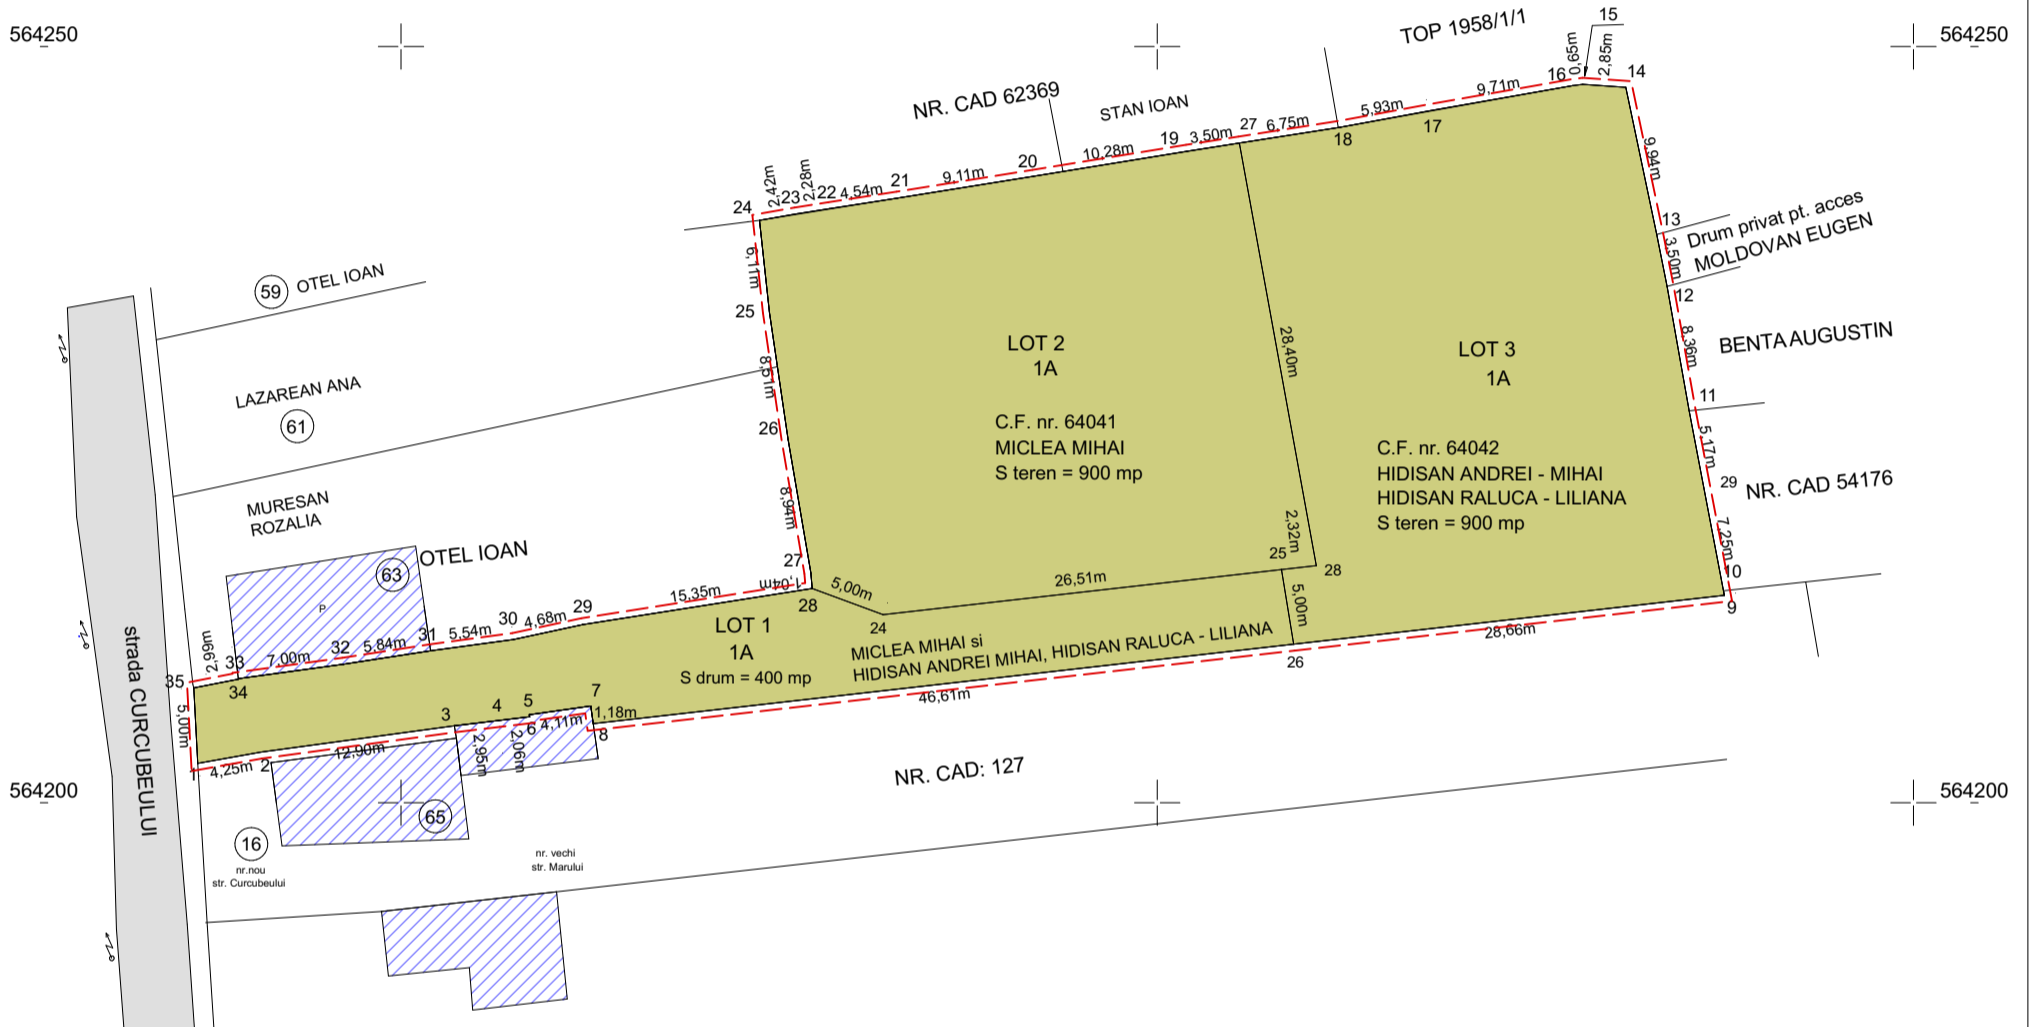 564250
564250
TOP 1958/1/1
15
0,65m
2,85m
14
16
9,71m
NR. CAD 62369
STAN IOAN
5,93m
17
18
6,75m
27
3,50m
19
10,28m
20
9,11m
21
4,54m
22
2,28m
23
2,42m
24
9,94m
13
Drum privat pt. acces
MOLDOVAN EUGEN
3,50m
12
8,36m
BENTA AUGUSTIN
11
5,17m
29
NR. CAD 54176
7,25m
10
9
6,11m
25
8,81m
26
8,94m
27
1,04m
28
59 OTEL IOAN
LAZAREAN ANA
61
MURESAN
ROZALIA
63
OTEL IOAN
P
LOT 2
1A
C.F. nr. 64041
MICLEA MIHAI
S teren = 900 mp
28,40m
LOT 3
1A
C.F. nr. 64042
HIDISAN ANDREI - MIHAI
HIDISAN RALUCA - LILIANA
S teren = 900 mp
2,32m
25
28
26,51m
5,00m
24
5,00m
28,66m
26
15,35m
29
4,68m
30
5,54m
31
5,84m
32
7,00m
33
2,96m
34
35
5,00m
LOT 1
1A
S drum = 400 mp
MICLEA MIHAI si
HIDISAN ANDREI MIHAI, HIDISAN RALUCA - LILIANA
46,61m
1
4,25m
2
12,90m
3
2,95m
4
5
2,06m
6
4,11m
7
1,18m
8
strada CURCUBEULUI
NR. CAD: 127
564200
564200
65
16
nr.nou
str. Curcubeului
nr. vechi
str. Marului